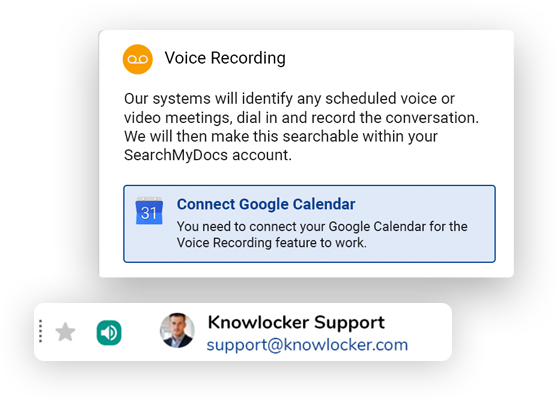 Voice Recording
Our systems will identify any scheduled voice or
video meetings, dial in and record the conversation.
We will then make this searchable within your
SearchMyDocs account.
31
Connect Google Calendar
You need to connect your Google Calendar for the
Voice Recording feature to work.
Knowlocker Support
support@knowlocker.com